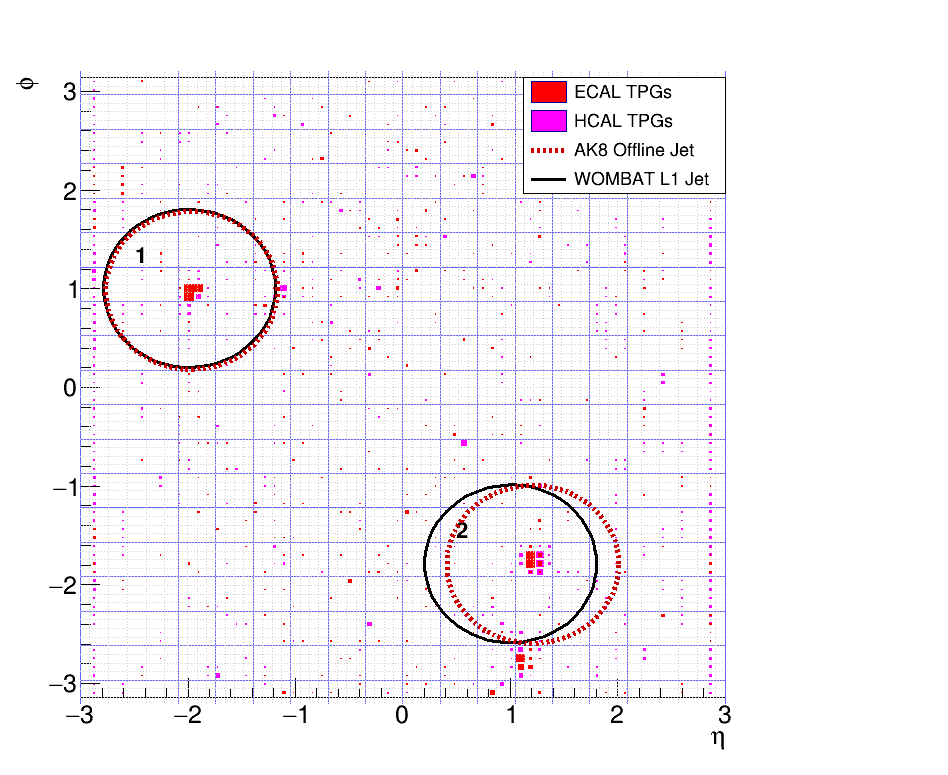 φ
3
2
1
0
−1
−2
−3
ECAL TPGs
HCAL TPGs
AK8 Offline Jet
WOMBAT L1 Jet
1
2
−3 −2 −1 0 1 2 3
η